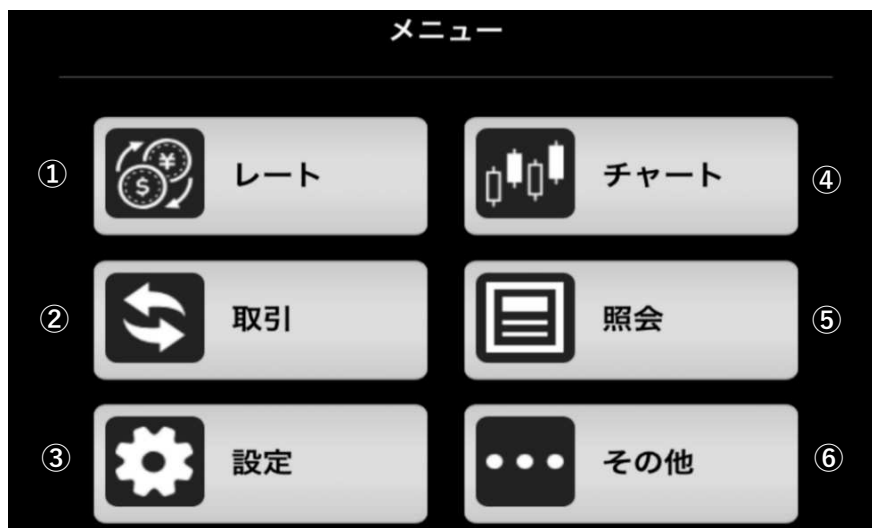 メニュー
① レート
チャート ④
② 取引
照会 ⑤
③ 設定
その他 ⑥